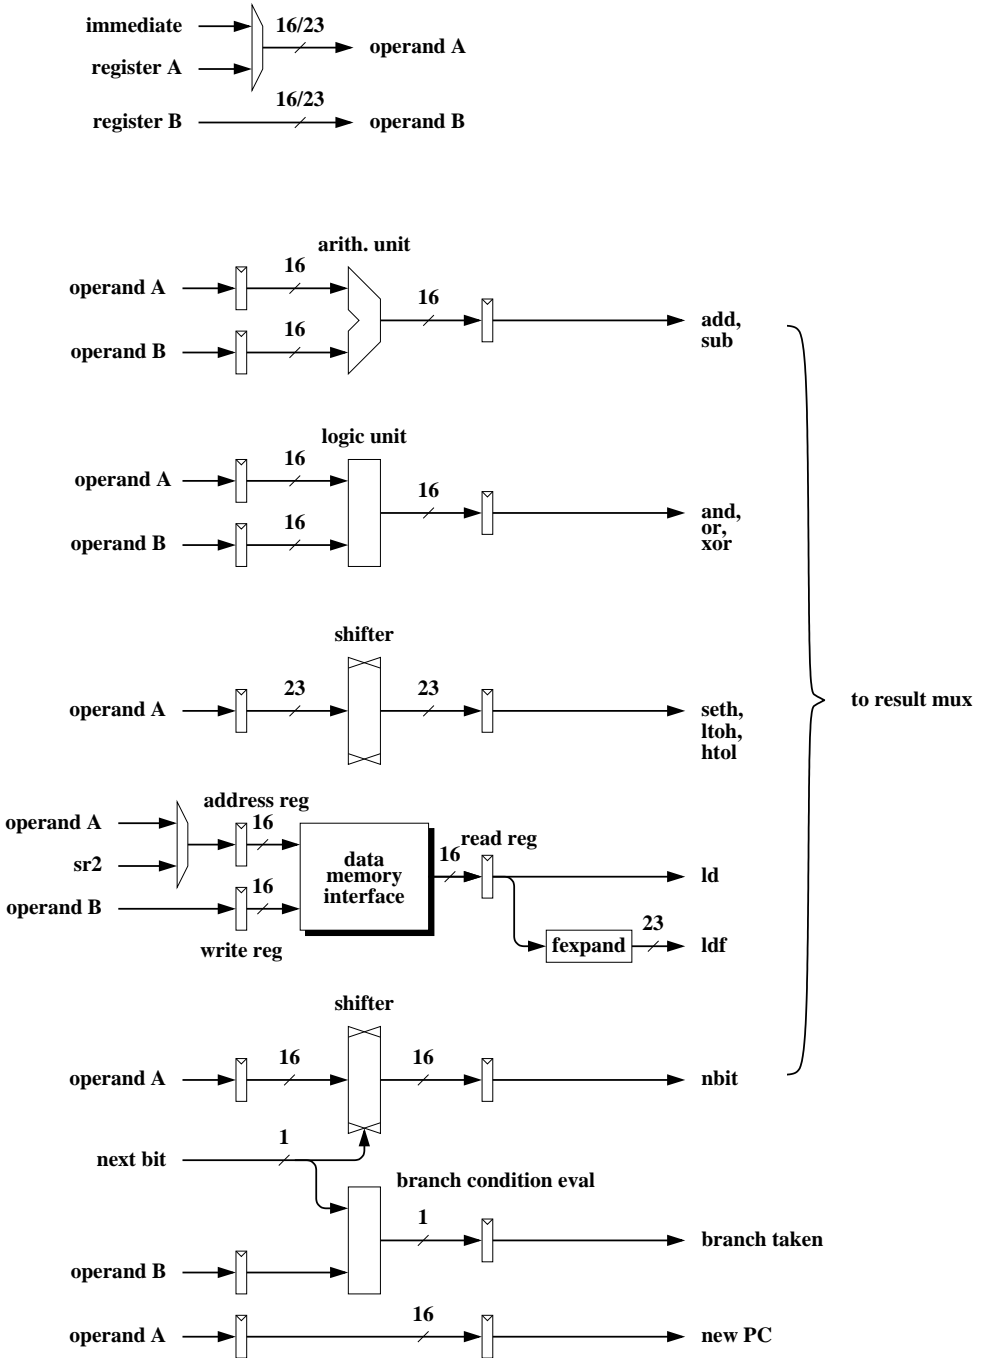 immediate
16/23
operand A
register A
16/23
register B
operand B
arith. unit
16
operand A
16
add,
sub
16
operand B
logic unit
16
operand A
16
and,
or,
xor
16
operand B
shifter
23
23
operand A
seth,
ltoh,
htol
to result mux
address reg
operand A
16
read reg
sr2
data
memory
interface
16
ld
16
operand B
write reg
fexpand
23
ldf
shifter
16
16
operand A
nbit
1
next bit
branch condition eval
1
branch taken
operand B
16
operand A
new PC